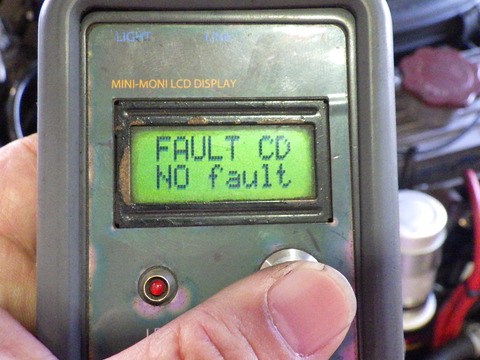 LIGHT
MINI-MONI LCD DISPLAY
FAULT CD
NO fault